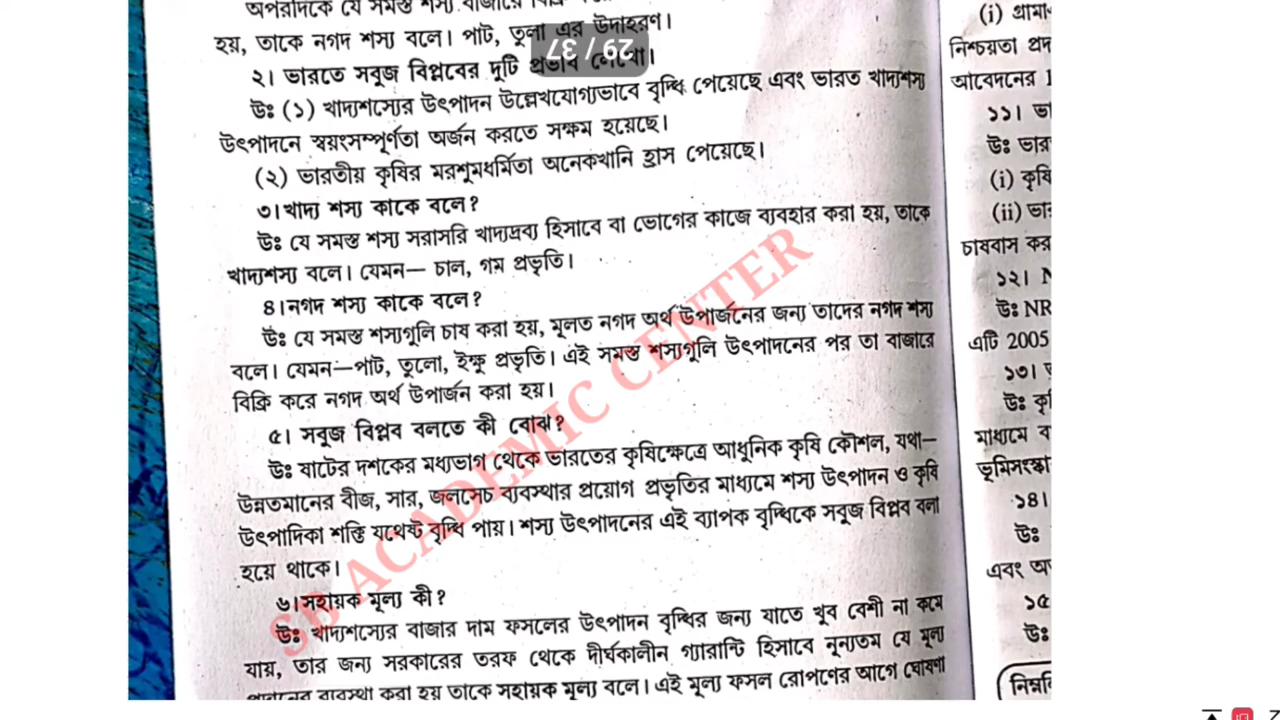 অপরদিকে যে সমস্ত শস্য বাজারে বিক্রি
হয়, তাকে নগদ শস্য বলে। পাট, তুলা এর উদাহরণ।
29 / 37
২। ভারতে সবুজ বিপ্লবের দুটি প্রভাব লেখো।
উঃ (১) খাদ্যশস্যের উৎপাদন উল্লেখযোগ্যভাবে বৃদ্ধি পেয়েছে এবং ভারত খাদ্যশস্য
উৎপাদনে স্বয়ংসম্পূর্ণতা অর্জন করতে সক্ষম হয়েছে।
(২) ভারতীয় কৃষির মরশুমধর্মিতা অনেকখানি হ্রাস পেয়েছে।
৩।খাদ্য শস্য কাকে বলে?
উঃ যে সমস্ত শস্য সরাসরি খাদ্যদ্রব্য হিসাবে বা ভোগের কাজে ব্যবহার করা হয়, তাকে
খাদ্যশস্য বলে। যেমন— চাল, গম প্রভৃতি।
৪।নগদ শস্য কাকে বলে?
উঃ যে সমস্ত শস্যগুলি চাষ করা হয়, মূলত নগদ অর্থ উপার্জনের জন্য তাদের নগদ শস্য
বলে। যেমন—পাট, তুলো, ইক্ষু প্রভৃতি। এই সমস্ত শস্যগুলি উৎপাদনের পর তা বাজারে
বিক্রি করে নগদ অর্থ উপার্জন করা হয়।
৫। সবুজ বিপ্লব বলতে কী বোঝ?
উঃ ষাটের দশকের মধ্যভাগ থেকে ভারতের কৃষিক্ষেত্রে আধুনিক কৃষি কৌশল, যথা—
উন্নতমানের বীজ, সার, জলসেচ ব্যবস্থার প্রয়োগ প্রভৃতির মাধ্যমে শস্য উৎপাদন ও কৃষি
উৎপাদিকা শক্তি যথেষ্ট বৃদ্ধি পায়। শস্য উৎপাদনের এই ব্যাপক বৃদ্ধিকে সবুজ বিপ্লব বলা
হয়ে থাকে।
৬।সহায়ক মূল্য কী?
উঃ খাদ্যশস্যের বাজার দাম ফসলের উৎপাদন বৃদ্ধির জন্য যাতে খুব বেশী না কমে
যায়, তার জন্য সরকারের তরফ থেকে দীর্ঘকালীন গ্যারান্টি হিসাবে নূন্যতম যে মূল্য
ব্যবস্থা করা হয় তাকে সহায়ক মূল্য বলে। এই মূল্য ফসল রোপণের আগে ঘোষণা
SB ACADEMIC CENTER
(i)
নিশ্চয়তা
আবেদনের
১১।
উঃ
(i) কৃষি
(ii)
চাষবাস
১২।
উঃ
এটি 2005
১৩।
উঃ
মাধ্যমে
১৪।
উঃ
এবং
১৫
উঃ